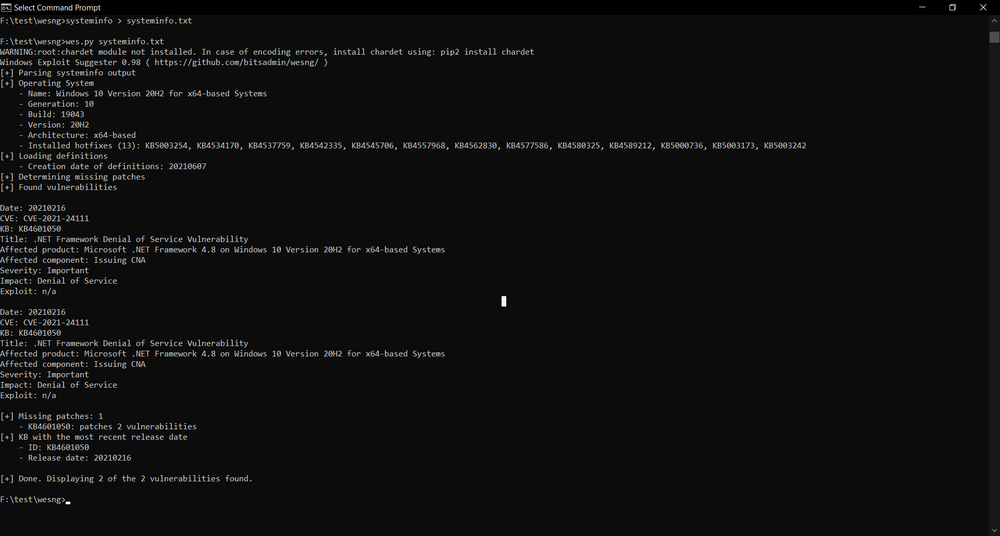 Select Command Prompt
F:\test\wesng>systeminfo > systeminfo.txt
F:\test\wesng>wes.py systeminfo.txt
WARNING:root:chardet module not installed. In case of encoding errors, install chardet using: pip2 install chardet
Windows Exploit Suggester 0.98 ( https://github.com/bitsadmin/wesng/ )
[+] Parsing systeminfo output
[+] Operating System
    - Name: Windows 10 Version 20H2 for x64-based Systems
    - Generation: 10
    - Build: 19043
    - Version: 20H2
    - Architecture: x64-based
    - Installed hotfixes (13): KB5003254, KB4534170, KB4537759, KB4542335, KB4545706, KB4557968, KB4562830, KB4577586, KB4580325, KB4589212, KB5000736, KB5003173, KB5003242
[+] Loading definitions
    - Creation date of definitions: 20210607
[+] Determining missing patches
[+] Found vulnerabilities
Date: 20210216
CVE: CVE-2021-24111
KB: KB4601050
Title: .NET Framework Denial of Service Vulnerability
Affected product: Microsoft .NET Framework 4.8 on Windows 10 Version 20H2 for x64-based Systems
Affected component: Issuing CNA
Severity: Important
Impact: Denial of Service
Exploit: n/a
Date: 20210216
CVE: CVE-2021-24111
KB: KB4601050
Title: .NET Framework Denial of Service Vulnerability
Affected product: Microsoft .NET Framework 4.8 on Windows 10 Version 20H2 for x64-based Systems
Affected component: Issuing CNA
Severity: Important
Impact: Denial of Service
Exploit: n/a
[+] Missing patches: 1
    - KB4601050: patches 2 vulnerabilities
[+] KB with the most recent release date
    - ID: KB4601050
    - Release date: 20210216
[+] Done. Displaying 2 of the 2 vulnerabilities found.
F:\test\wesng>